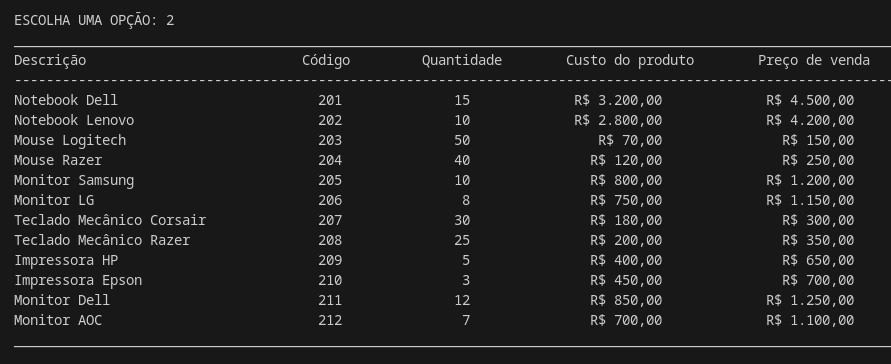 ESCOLHA UMA OPÇÃO: 2
Descrição Código Quantidade Custo do produto Preço de venda
Notebook Dell 201 15 R$ 3.200,00 R$ 4.500,00
Notebook Lenovo 202 10 R$ 2.800,00 R$ 4.200,00
Mouse Logitech 203 50 R$ 70,00 R$ 150,00
Mouse Razer 204 40 R$ 120,00 R$ 250,00
Monitor Samsung 205 10 R$ 800,00 R$ 1.200,00
Monitor LG 206 8 R$ 750,00 R$ 1.150,00
Teclado Mecânico Corsair 207 30 R$ 180,00 R$ 300,00
Teclado Mecânico Razer 208 25 R$ 200,00 R$ 350,00
Impressora HP 209 5 R$ 400,00 R$ 650,00
Impressora Epson 210 3 R$ 450,00 R$ 700,00
Monitor Dell 211 12 R$ 850,00 R$ 1.250,00
Monitor AOC 212 7 R$ 700,00 R$ 1.100,00